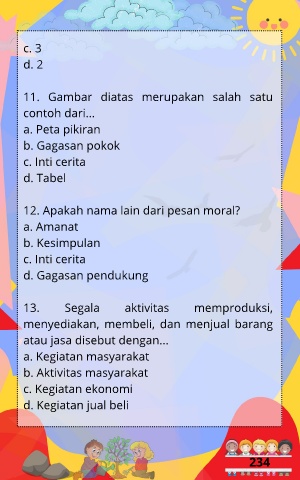 c. 3
d. 2
11. Gambar diatas merupakan salah satu
contoh dari...
a. Peta pikiran
b. Gagasan pokok
c. Inti cerita
d. Tabel
12. Apakah nama lain dari pesan moral?
a. Amanat
b. Kesimpulan
c. Inti cerita
d. Gagasan pendukung
13. Segala aktivitas memproduksi,
menyediakan, membeli, dan menjual barang
atau jasa disebut dengan...
a. Kegiatan masyarakat
b. Aktivitas masyarakat
c. Kegiatan ekonomi
d. Kegiatan jual beli
234